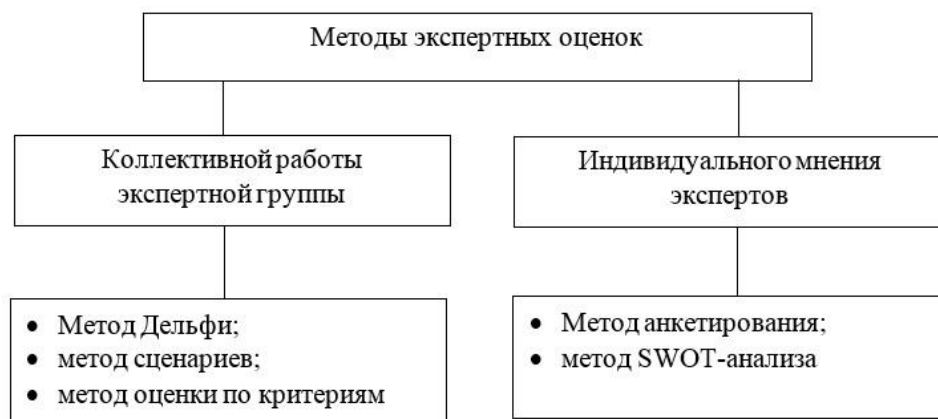 Методы экспертных оценок
Коллективной работы
экспертной группы
Индивидуального мнения
экспертов
• Метод Дельфи;
• метод сценариев;
• метод оценки по критериям
• Метод анкетирования;
• метод SWOT-анализа